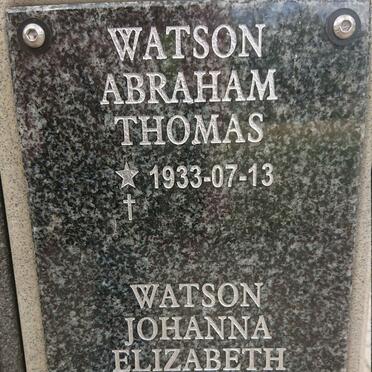 WATSON
ABRAHAM
THOMAS
★ 1933-07-13
✝
WATSON
JOHANNA
ELIZABETH